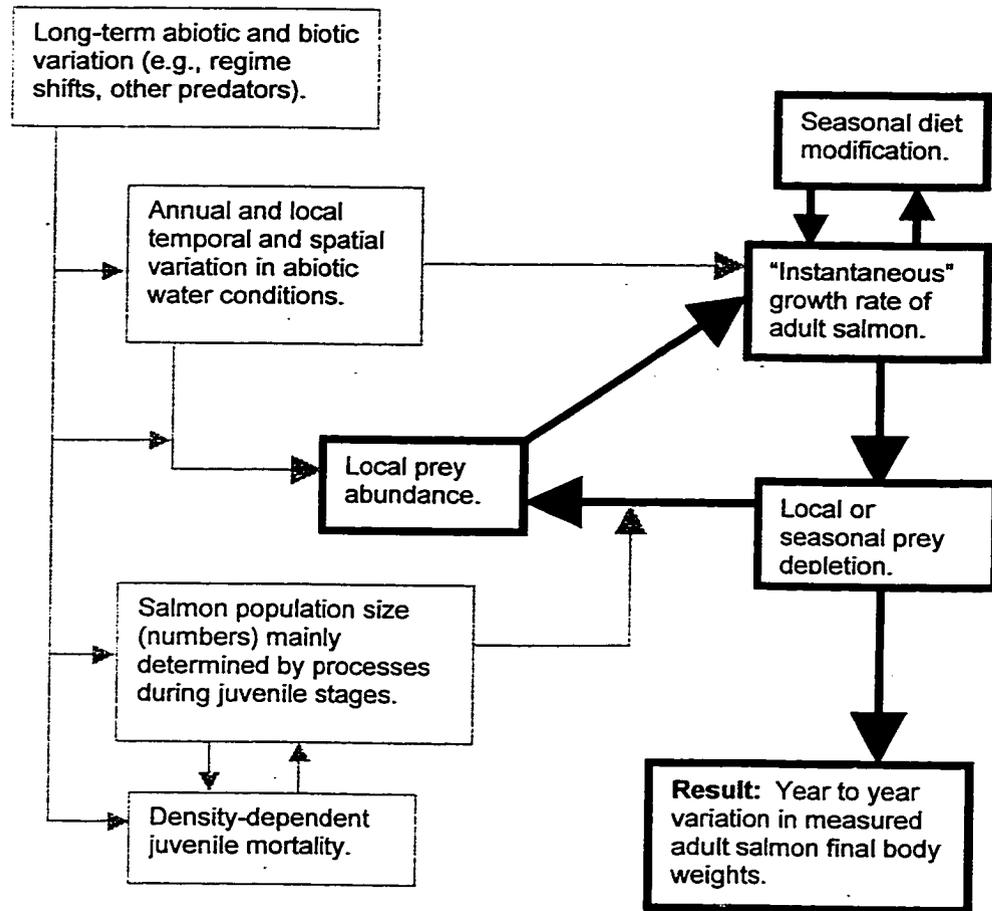 Long-term abiotic and biotic
variation (e.g., regime
shifts, other predators).
Seasonal diet
modification.
Annual and local
temporal and spatial
variation in abiotic
water conditions.
"Instantaneous"
growth rate of
adult salmon.
Local prey
abundance.
Local or
seasonal prey
depletion.
Salmon population size
(numbers) mainly
determined by processes
during juvenile stages.
Density-dependent
juvenile mortality.
Result: Year to year
variation in measured
adult salmon final body
weights.